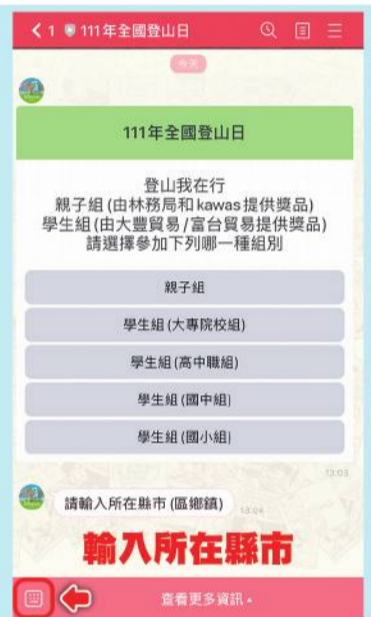 1 111年全國登山日
今天
111年全國登山日
登山我在行
親子組(由林務局和kawas提供獎品)
學生組(由大豐貿易/富台貿易提供獎品)
請選擇參加下列哪一種組別
親子組
學生組(大專院校組)
學生組(高中職組)
學生組(國中組)
學生組(國小組)
13:03
請輸入所在縣市(區鄉鎮)
13:04
輸入所在縣市
查看更多資訊